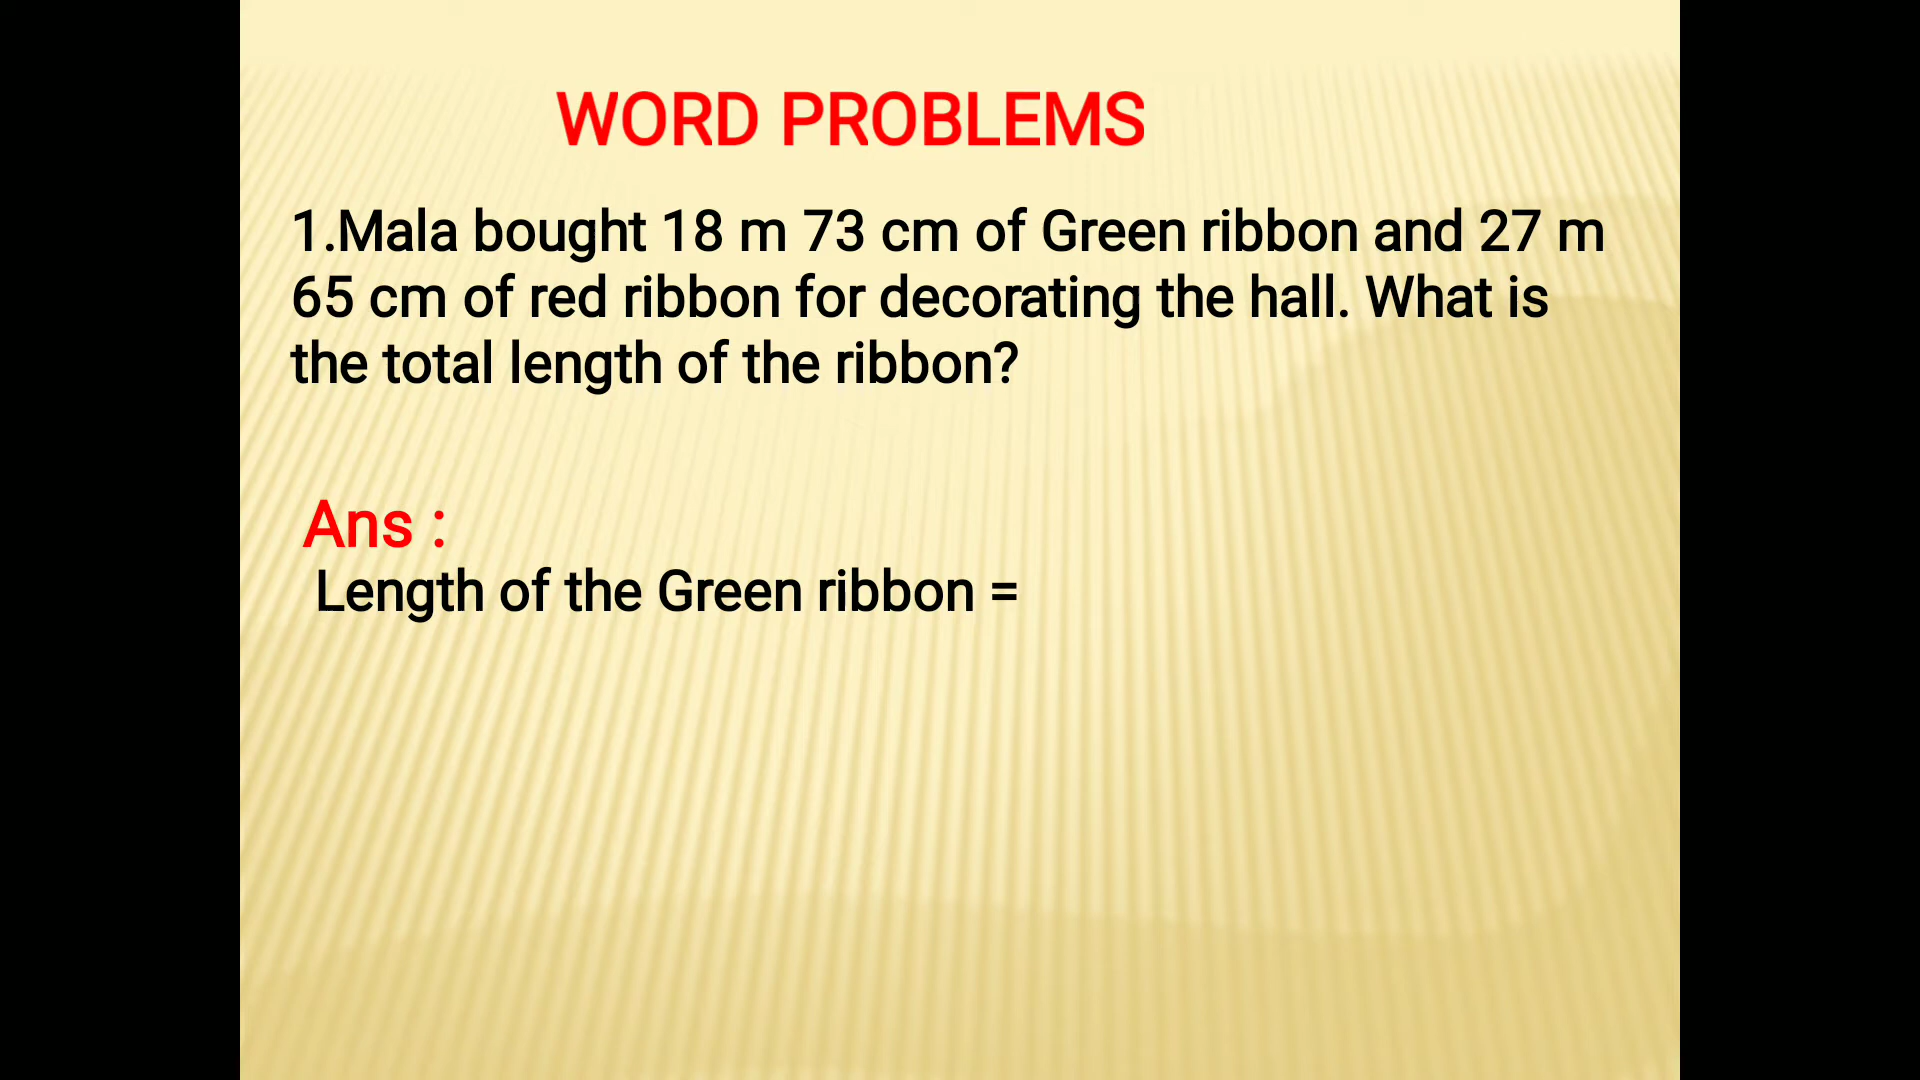 WORD PROBLEMS
1.Mala bought 18 m 73 cm of Green ribbon and 27 m
65 cm of red ribbon for decorating the hall. What is
the total length of the ribbon?
Ans :
Length of the Green ribbon =